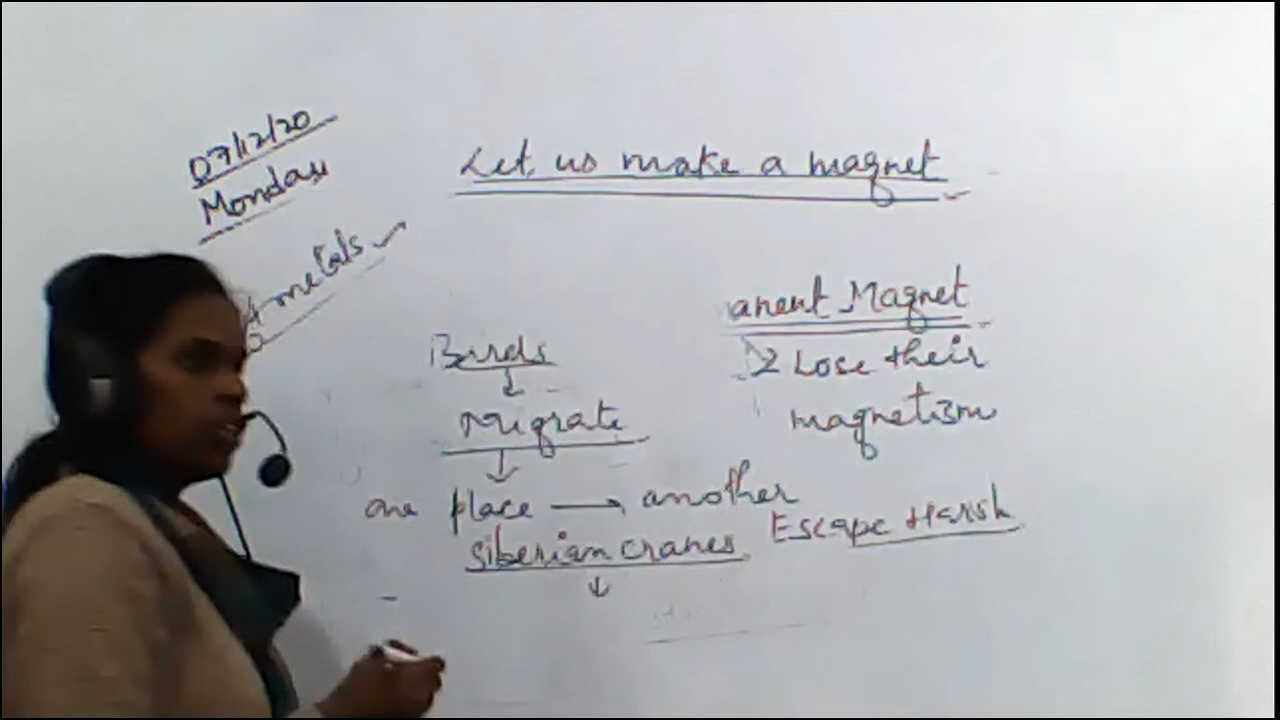 07/12/20
Monday
Let us make a magnet
metals
anent Magnet
Birds
2 Lose their
Migrate
magnetism
one place → another
Siberian cranes Escape Harsh